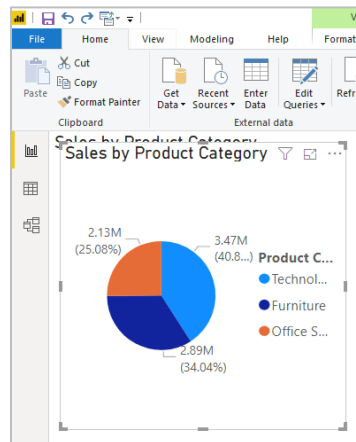 V
File Home View Modeling Help Format
Paste
Cut
Copy
Format Painter
Clipboard
Get Data
Recent Sources
Enter Data
Edit Queries
Refr
External data
Sales by Product Category
Sales by Product Category
2.13M
(25.08%)
3.47M
(40.8...)
Product C...
Technol...
Furniture
Office S...
2.89M
(34.04%)